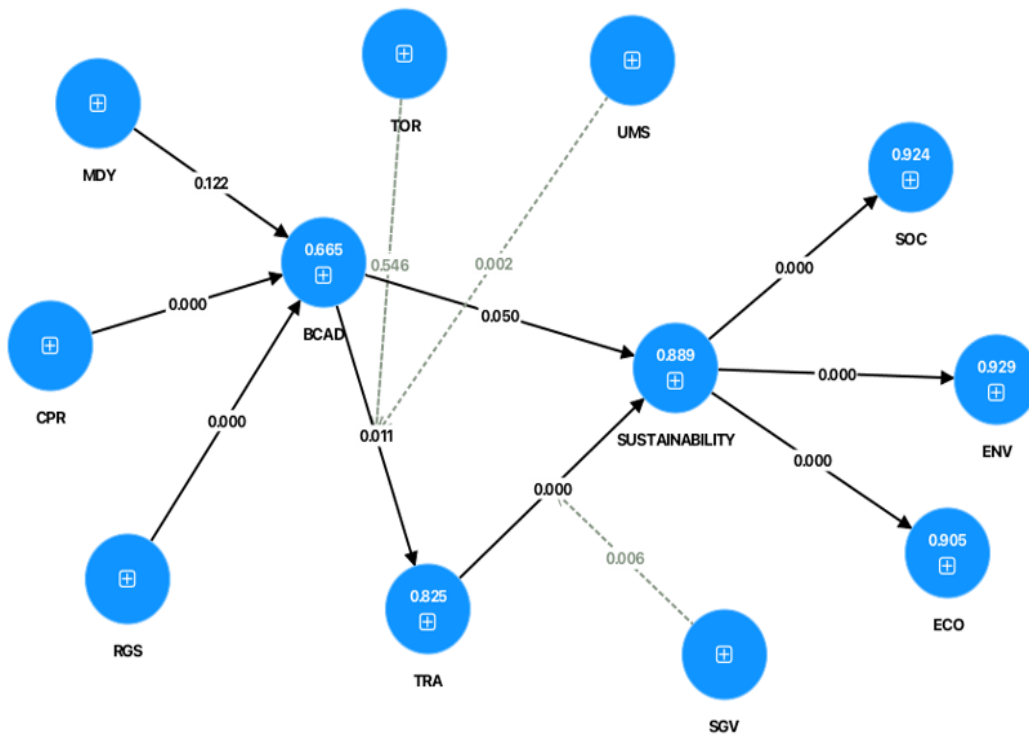 TOR
UMS
MDY
0.122
0.924
SOC
0.665
BCAD
0.546
0.002
0.000
0.000
CPR
0.050
0.889
SUSTAINABILITY
0.000
0.929
ENV
0.011
0.000
0.000
0.000
0.006
0.905
ECO
RGS
0.825
TRA
SGV